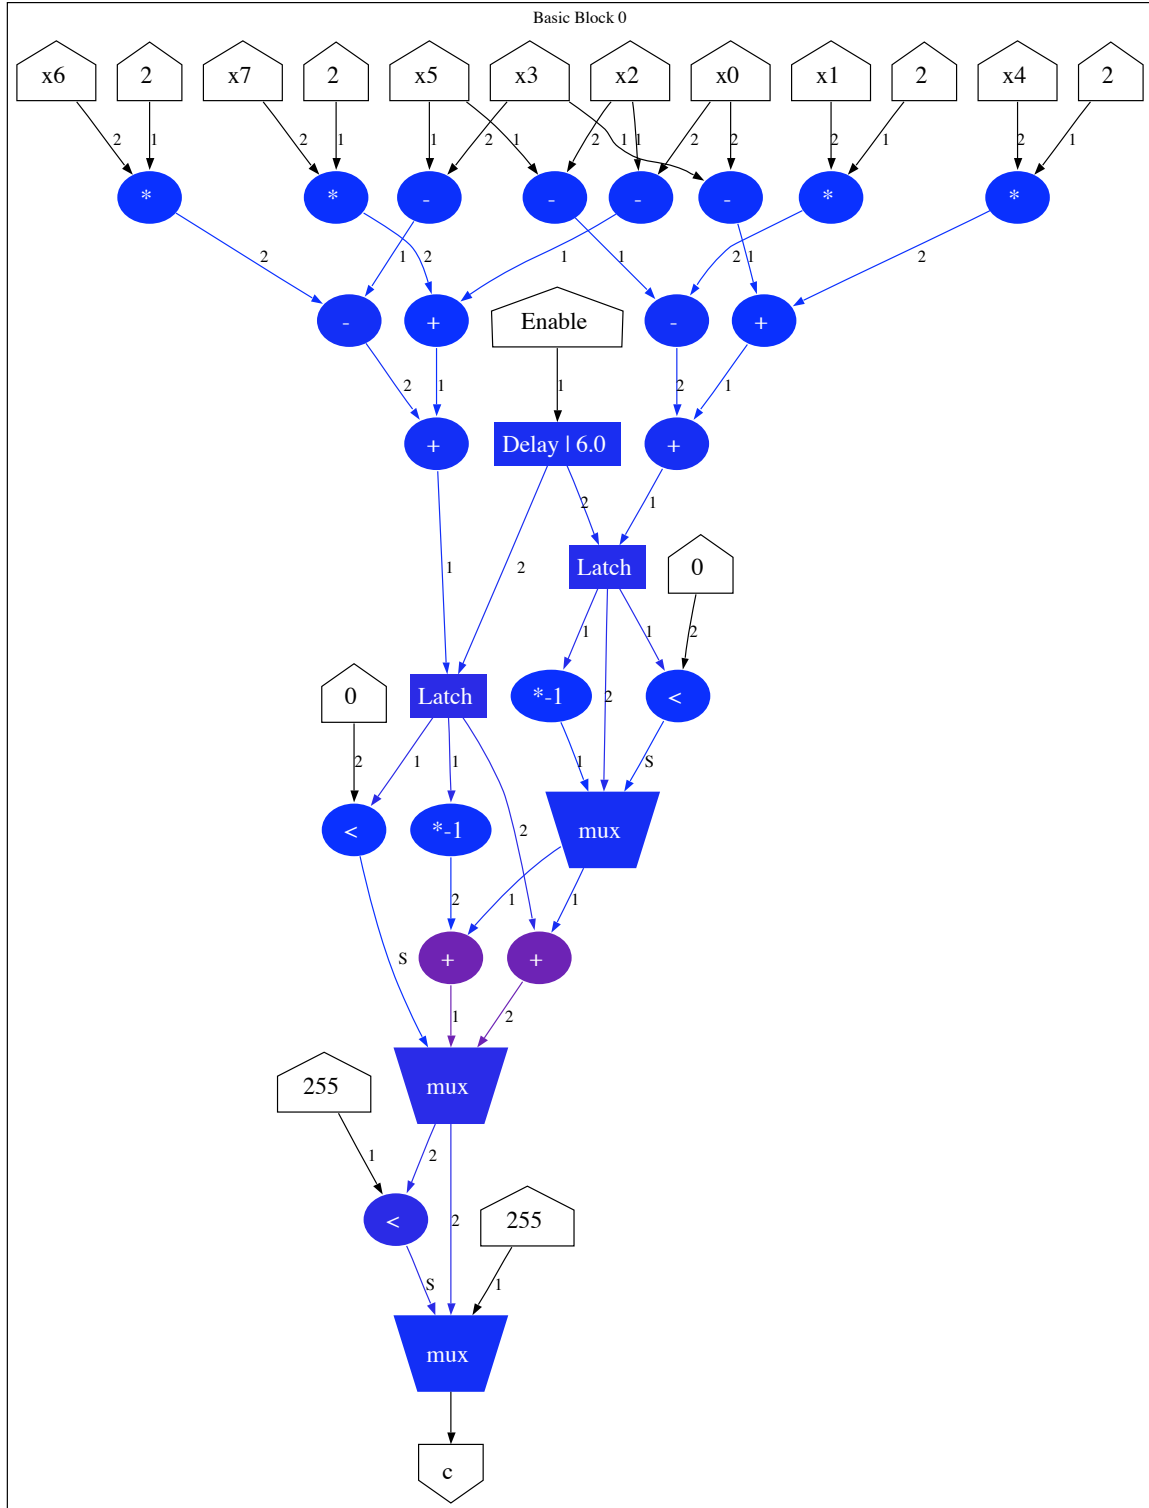 Basic Block 0
x6 2 x7 2 x5 x3 x2 x0 x1 2 x4 2
2 1 2 1 1 2 1 2 1 1 2 2 2 1 2 1
* * - - - - * *
2 1 2 1 1 2 1 2
- + Enable - +
2 1 1 2 1
+ Delay | 6.0 +
1 2 2 1
Latch 0
1 2 1 2
0 Latch *-1 <
2 1 1 2 1 S
< *-1 mux
S 2 1 1
+ +
1 2
255 mux
1 2
< 255
S 2 1
mux
c